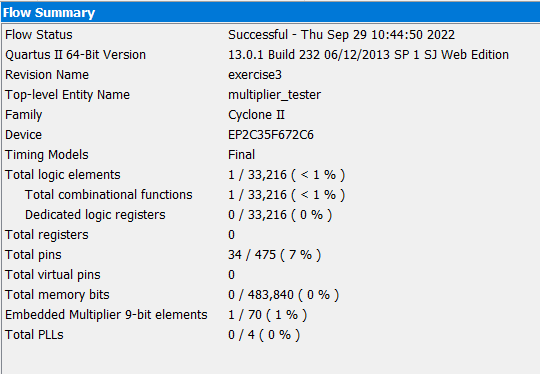 Flow Summary
Flow Status Successful - Thu Sep 29 10:44:50 2022
Quartus II 64-Bit Version 13.0.1 Build 232 06/12/2013 SP 1 SJ Web Edition
Revision Name exercise3
Top-level Entity Name multiplier_tester
Family Cyclone II
Device EP2C35F672C6
Timing Models Final
Total logic elements 1 / 33,216 ( < 1 % )
Total combinational functions 1 / 33,216 ( < 1 % )
Dedicated logic registers 0 / 33,216 ( 0 % )
Total registers 0
Total pins 34 / 475 ( 7 % )
Total virtual pins 0
Total memory bits 0 / 483,840 ( 0 % )
Embedded Multiplier 9-bit elements 1 / 70 ( 1 % )
Total PLLs 0 / 4 ( 0 % )